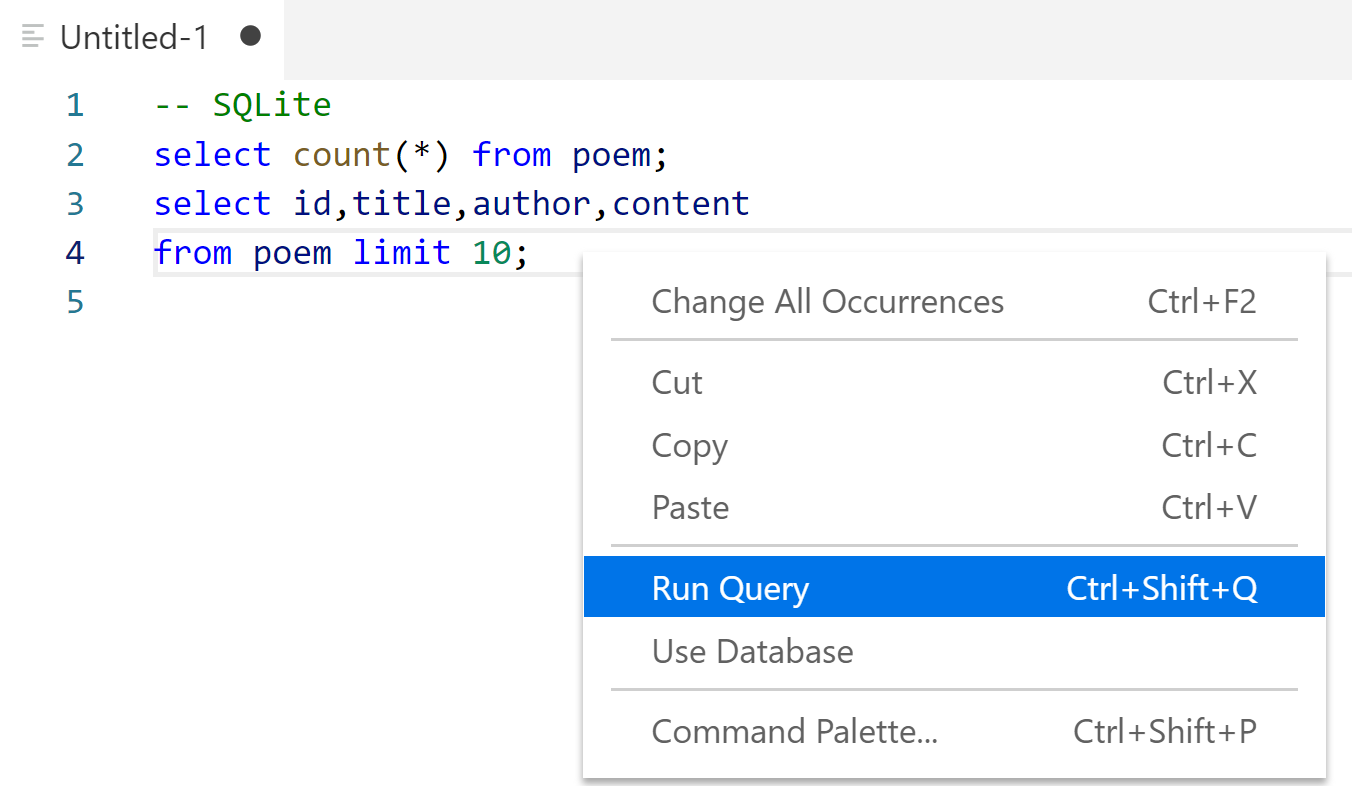 Untitled-1
1 -- SQLite
2 select count(*) from poem;
3 select id,title,author,content
4 from poem limit 10;
5
Change All Occurrences Ctrl+F2
Cut Ctrl+X
Copy Ctrl+C
Paste Ctrl+V
Run Query Ctrl+Shift+Q
Use Database
Command Palette... Ctrl+Shift+P